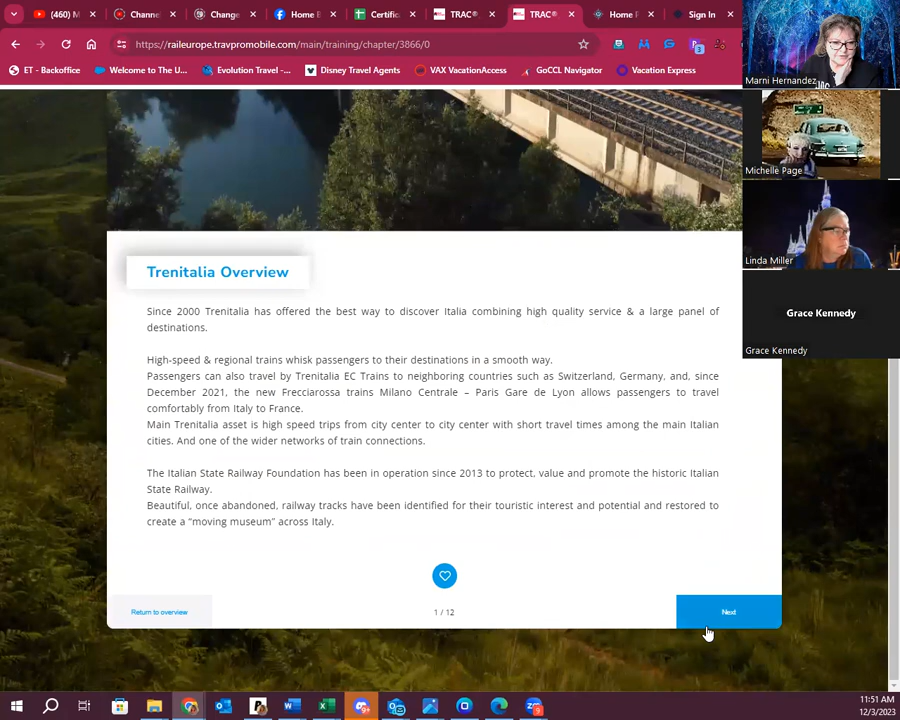 (460) M
Channe
Change
Home B
Certific
TRAC®
TRAC®
Home P
Sign In
https://raileurope.travpromobile.com/main/training/chapter/3866/0
ET - Backoffice
Welcome to The U...
Evolution Travel -...
Disney Travel Agents
VAX VacationAccess
GoCCL Navigator
Vacation Express
Marni Hernandez
Michelle Page
Linda Miller
Grace Kennedy
Grace Kennedy
Trenitalia Overview
Since 2000 Trenitalia has offered the best way to discover Italia combining high quality service & a large panel of
destinations.
High-speed & regional trains whisk passengers to their destinations in a smooth way.
Passengers can also travel by Trenitalia EC Trains to neighboring countries such as Switzerland, Germany, and, since
December 2021, the new Frecciarossa trains Milano Centrale – Paris Gare de Lyon allows passengers to travel
comfortably from Italy to France.
Main Trenitalia asset is high speed trips from city center to city center with short travel times among the main Italian
cities. And one of the wider networks of train connections.
The Italian State Railway Foundation has been in operation since 2013 to protect, value and promote the historic Italian
State Railway.
Beautiful, once abandoned, railway tracks have been identified for their touristic interest and potential and restored to
create a “moving museum” across Italy.
Return to overview
1 / 12
Next
11:51 AM
12/3/2023